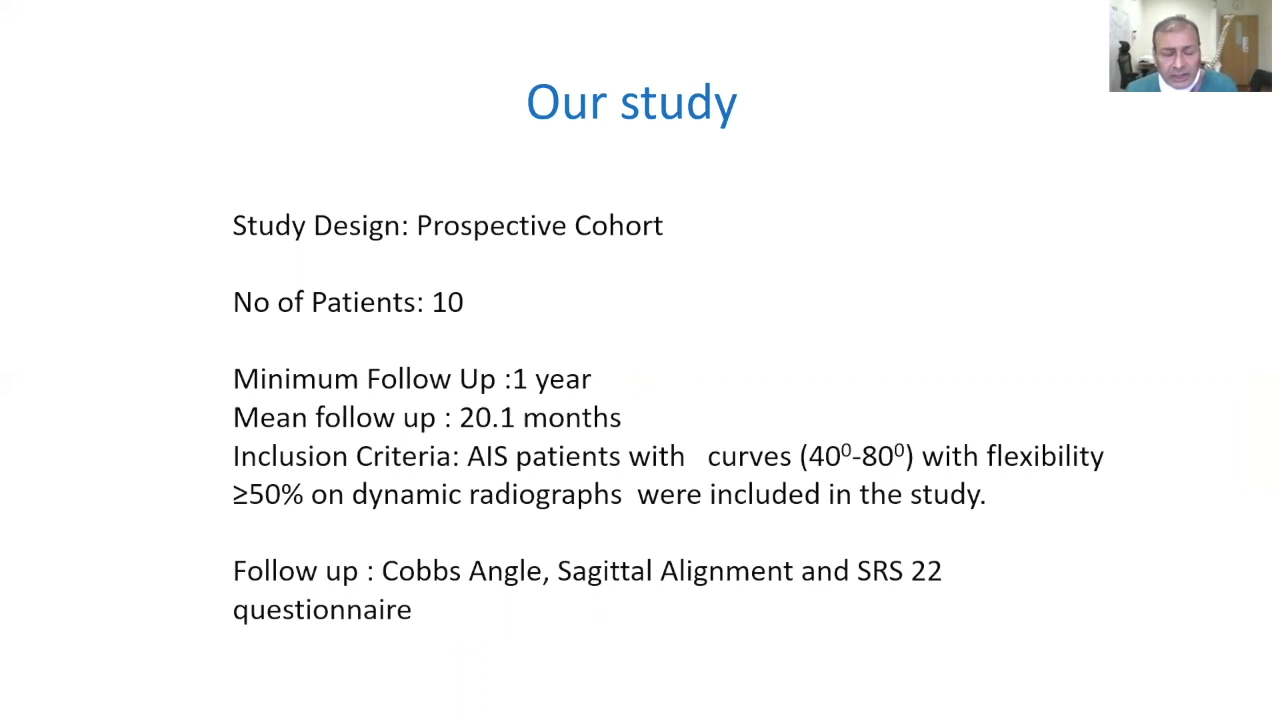 Our study
Study Design: Prospective Cohort
No of Patients: 10
Minimum Follow Up :1 year
Mean follow up : 20.1 months
Inclusion Criteria: AIS patients with   curves (40⁰-80⁰) with flexibility
≥50% on dynamic radiographs  were included in the study.
Follow up : Cobbs Angle, Sagittal Alignment and SRS 22
questionnaire